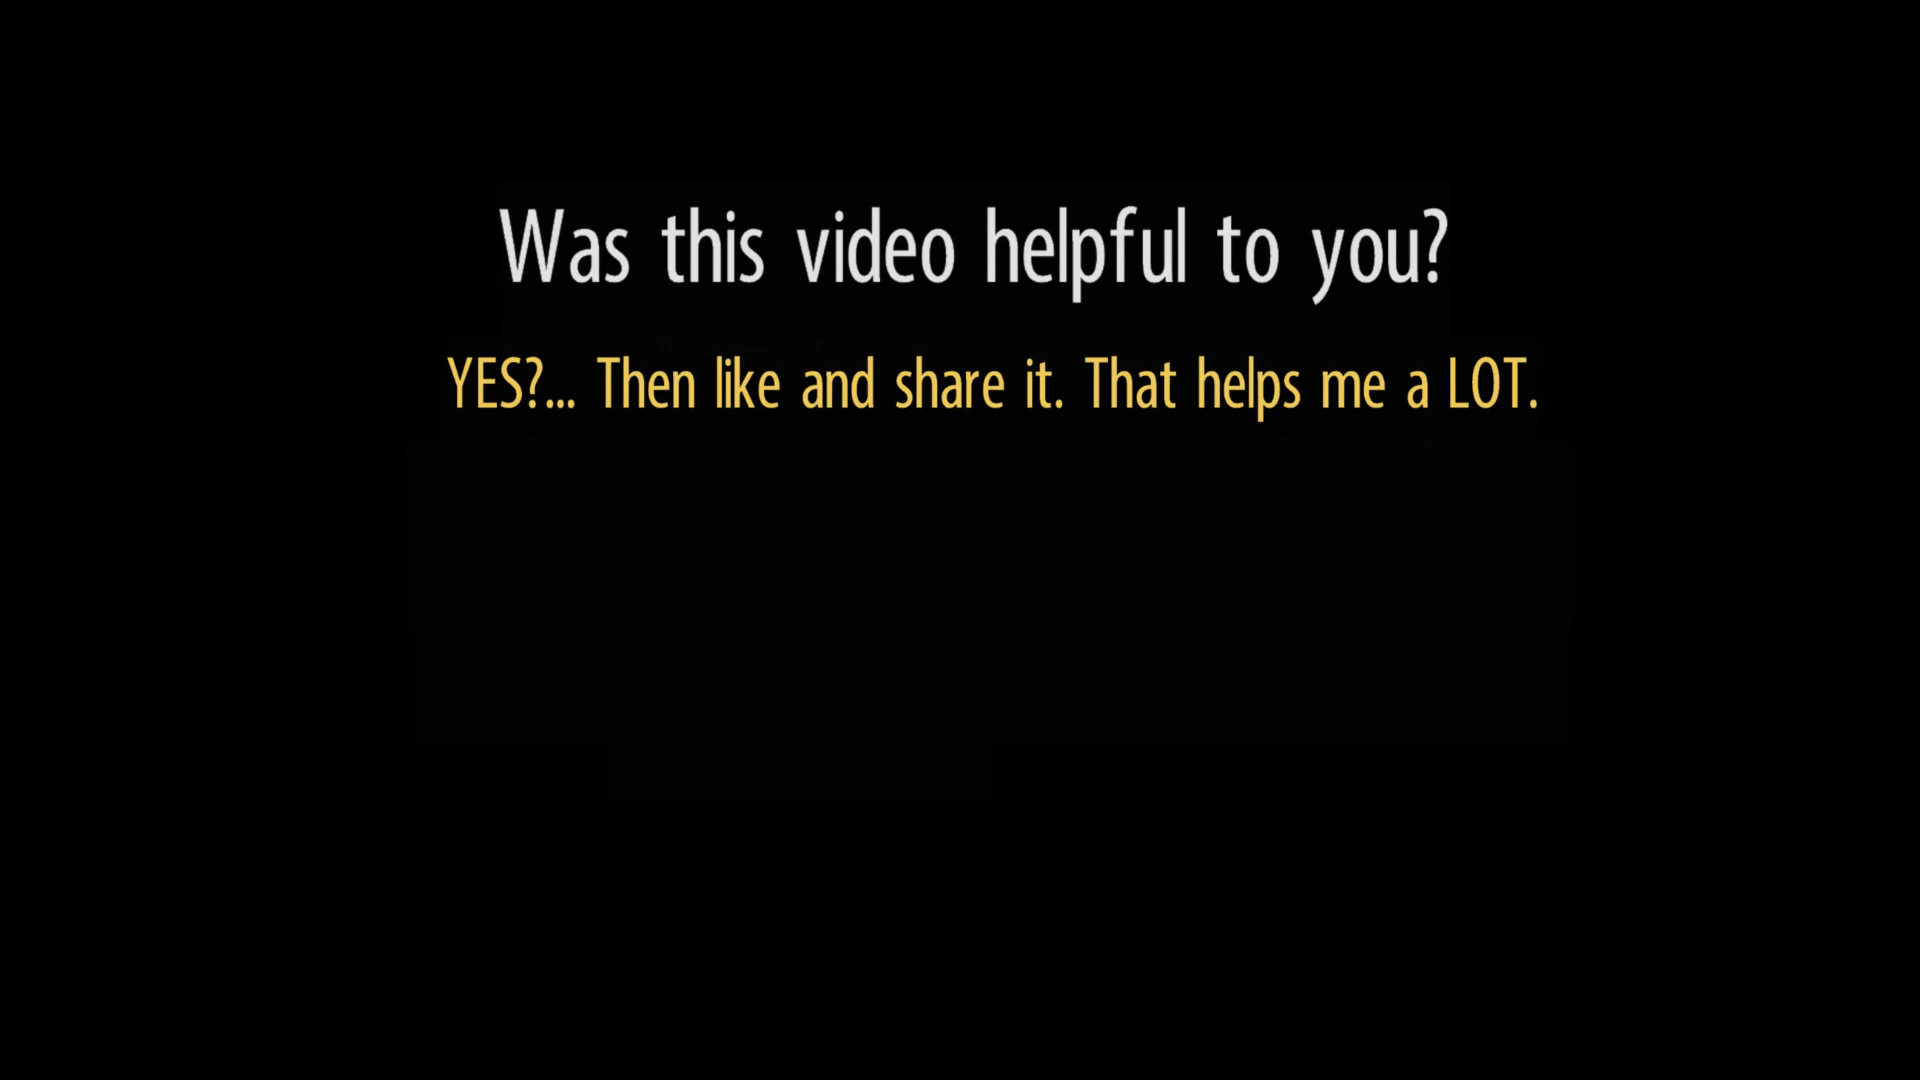 Was this video helpful to you?
YES?... Then like and share it. That helps me a LOT.